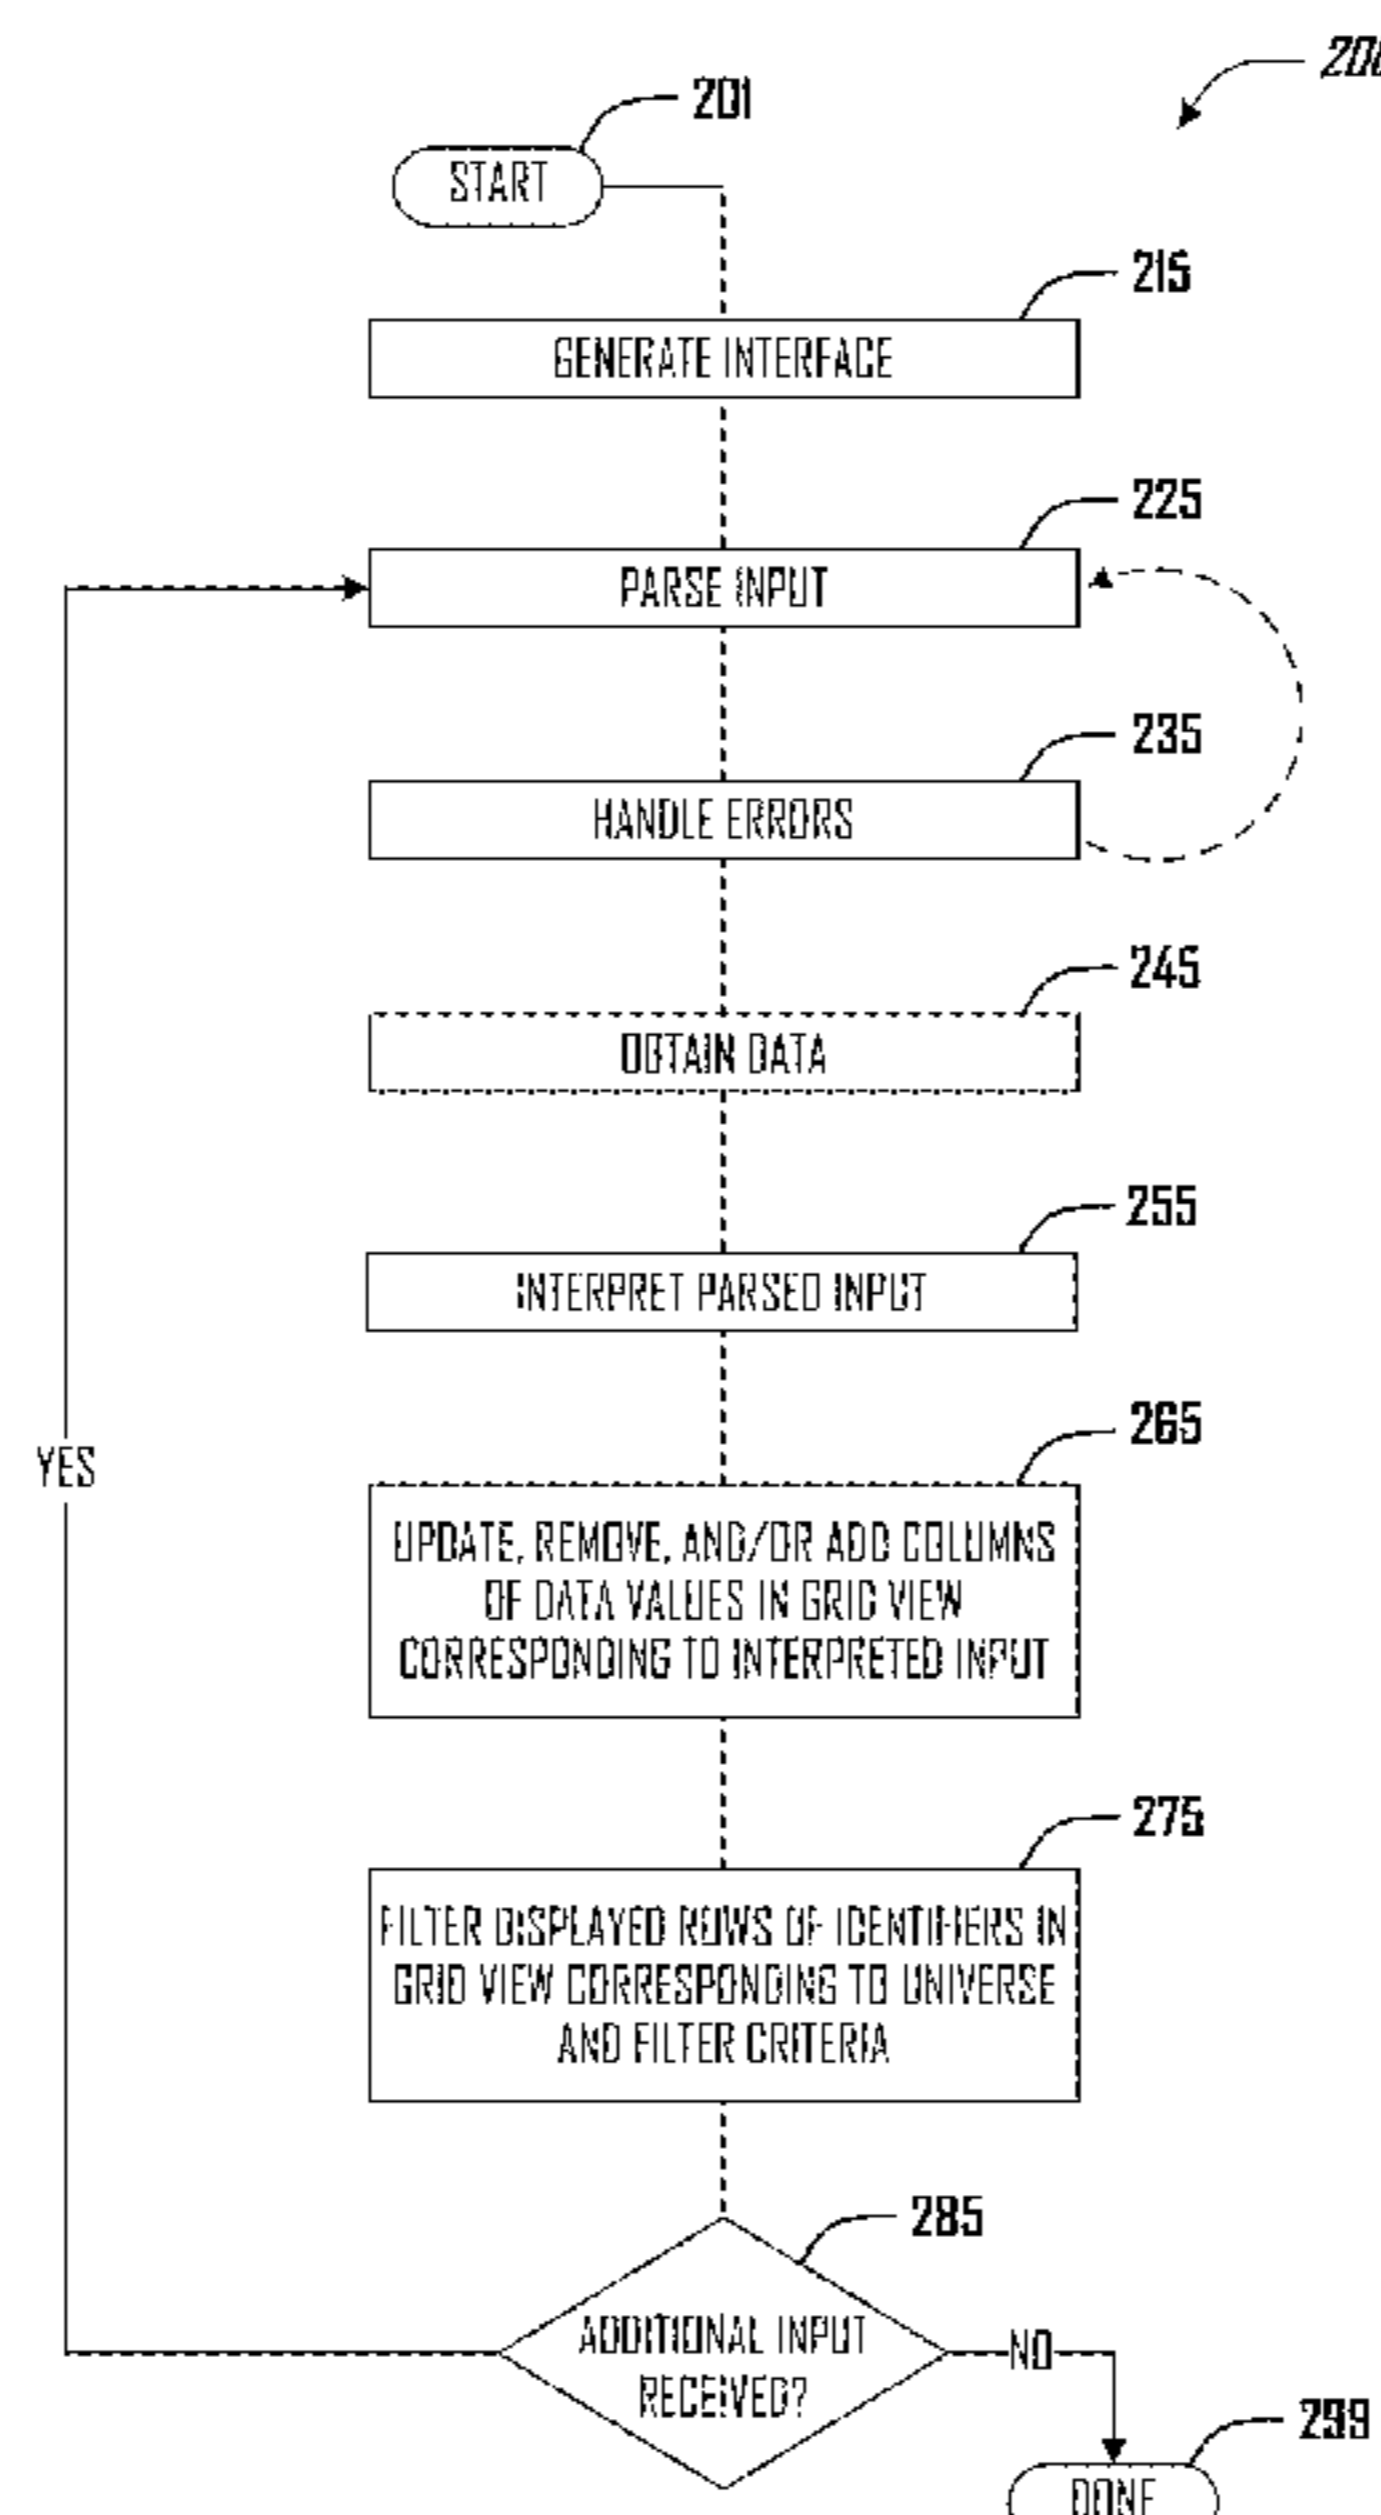 200
201
START
215
GENERATE INTERFACE
225
PARSE INPUT
235
HANDLE ERRORS
245
OBTAIN DATA
255
INTERPRET PARSED INPUT
265
YES
UPDATE, REMOVE, AND/OR ADD COLUMNS
OF DATA VALUES IN GRID VIEW
CORRESPONDING TO INTERPRETED INPUT
275
FILTER DISPLAYED ROWS OF IDENTIFIERS IN
GRID VIEW CORRESPONDING TO UNIVERSE
AND FILTER CRITERIA
285
ADDITIONAL INPUT
RECEIVED?
NO
299
DONE